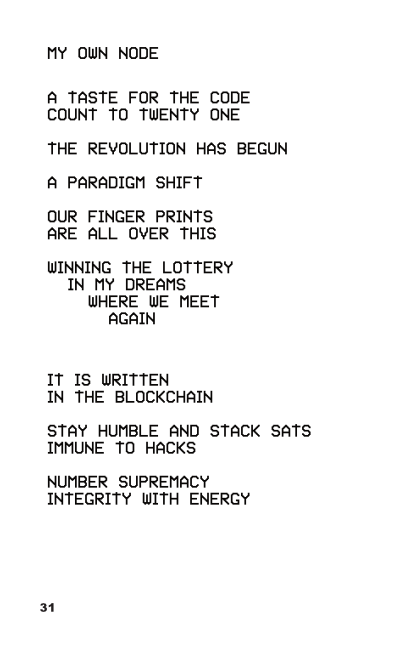 MY OWN NODE
A TASTE FOR THE CODE
COUNT TO TWENTY ONE
THE REVOLUTION HAS BEGUN
A PARADIGM SHIFT
OUR FINGER PRINTS
ARE ALL OVER THIS
WINNING THE LOTTERY
IN MY DREAMS
WHERE WE MEET
AGAIN
IT IS WRITTEN
IN THE BLOCKCHAIN
STAY HUMBLE AND STACK SATS
IMMUNE TO HACKS
NUMBER SUPREMACY
INTEGRITY WITH ENERGY
31